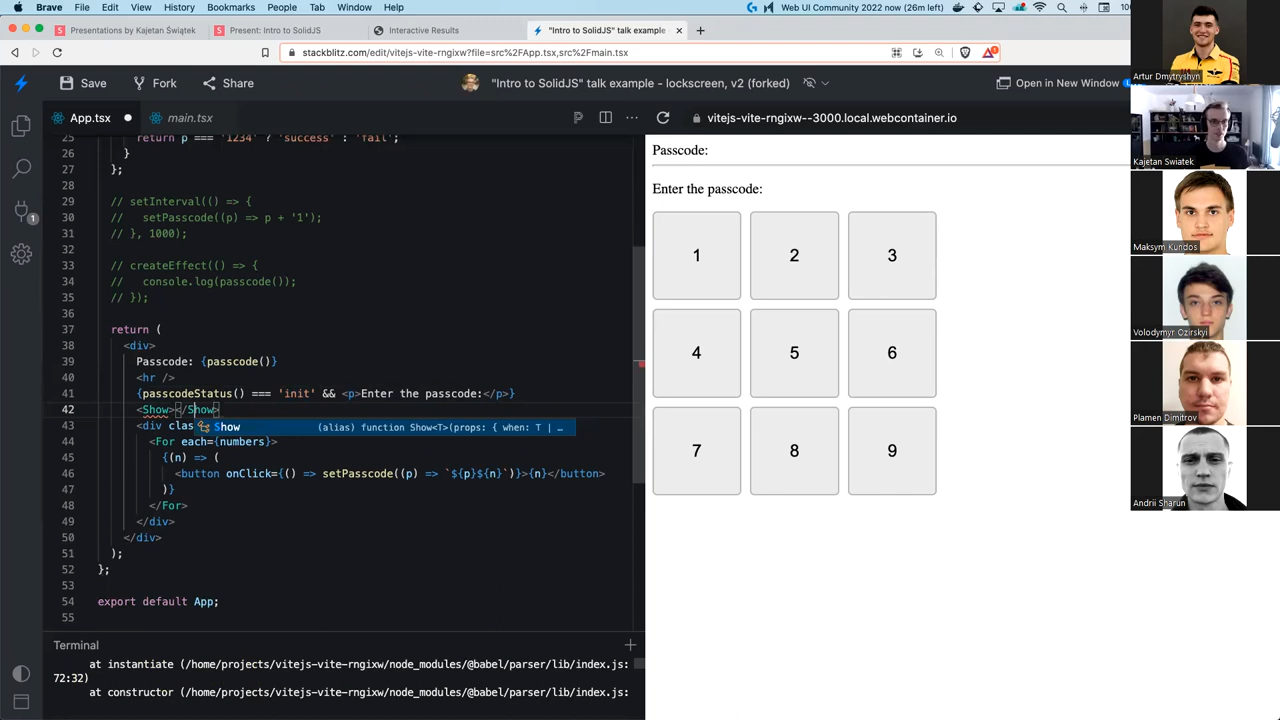 Brave File Edit View History Bookmarks People Tab Window Help
Web UI Community 2022 now (26m left)
Presentations by Kajetan Świątek
Present: Intro to SolidJS
Interactive Results
"Intro to SolidJS" talk example
stackblitz.com/edit/vitejs-vite-rngixw?file=src%2FApp.tsx,src%2Fmain.tsx
Save Fork Share
SolidJS" talk example - lockscreen, v2 (forked)
Open in New Window
App.tsx
main.tsx
vitejs-vite-rngixw--3000.local.webcontainer.io
25 return p === '1234' ? 'success' : 'fail';
26 }
27 };
28
29 // setInterval(() => {
30 // setPasscode((p) => p + '1');
31 // }, 1000);
32
33 // createEffect(() => {
34 // console.log(passcode());
35 // });
36
37 return (
38 <div>
39 Passcode: {passcode()}
40 <hr />
41 {passcodeStatus() === 'init' && <p>Enter the passcode:</p>}
42 <Show></Show>
43 <div clas
Show (alias) function Show<T>(props: { when: T | …
44 <For each={numbers}>
45 {(n) => (
46 <button onClick={() => setPasscode((p) => `${p}${n}`)}>{n}</button>
47 )}
48 </For>
49 </div>
50 </div>
51 );
52 };
53
54 export default App;
55
Terminal
at instantiate (/home/projects/vitejs-vite-rngixw/node_modules/@babel/parser/lib/index.js:
72:32)
at constructor (/home/projects/vitejs-vite-rngixw/node_modules/@babel/parser/lib/index.js:
1
Passcode:
Enter the passcode:
1 2 3
4 5 6
7 8 9
Artur Dmytryshyn
Kajetan Swiatek
Maksym Kundos
Volodymyr Ozirskyi
Plamen Dimitrov
Andrii Sharun